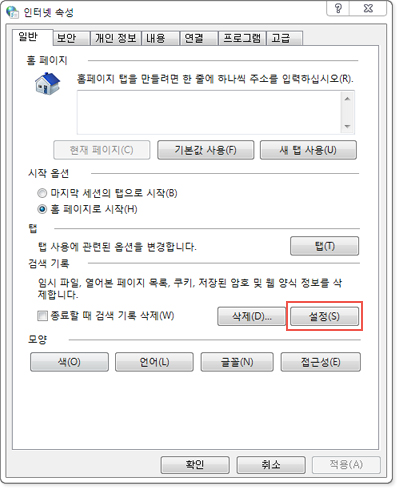 인터넷 속성
일반 보안 개인 정보 내용 연결 프로그램 고급
홈 페이지
홈페이지 탭을 만들려면 한 줄에 하나씩 주소를 입력하십시오(R).
현재 페이지(C) 기본값 사용(F) 새 탭 사용(U)
시작 옵션
마지막 세션의 탭으로 시작(B)
홈 페이지로 시작(H)
탭
탭 사용에 관련된 옵션을 변경합니다. 탭(T)
검색 기록
임시 파일, 열어본 페이지 목록, 쿠키, 저장된 암호 및 웹 양식 정보를 삭
제합니다.
종료할 때 검색 기록 삭제(W) 삭제(D)... 설정(S)
모양
색(O) 언어(L) 글꼴(N) 접근성(E)
확인 취소 적용(A)